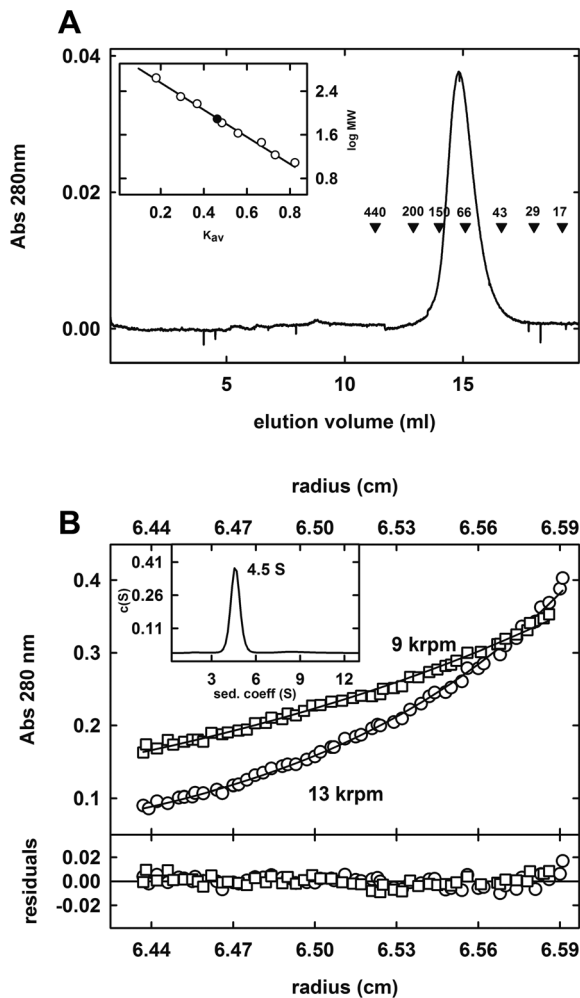 A
0.04
0.02
0.00
Abs 280nm
2.4
1.6
0.8
log MW
0.2 0.4 0.6 0.8
Kav
440 200 150 66 43 29 17
5 10 15
elution volume (ml)
radius (cm)
B
6.44 6.47 6.50 6.53 6.56 6.59
0.4
0.3
0.2
0.1
Abs 280 nm
0.41
0.26
0.11
c(S)
4.5 S
3 6 9 12
sed. coeff (S)
9 krpm
13 krpm
0.02
0.00
-0.02
residuals
6.44 6.47 6.50 6.53 6.56 6.59
radius (cm)